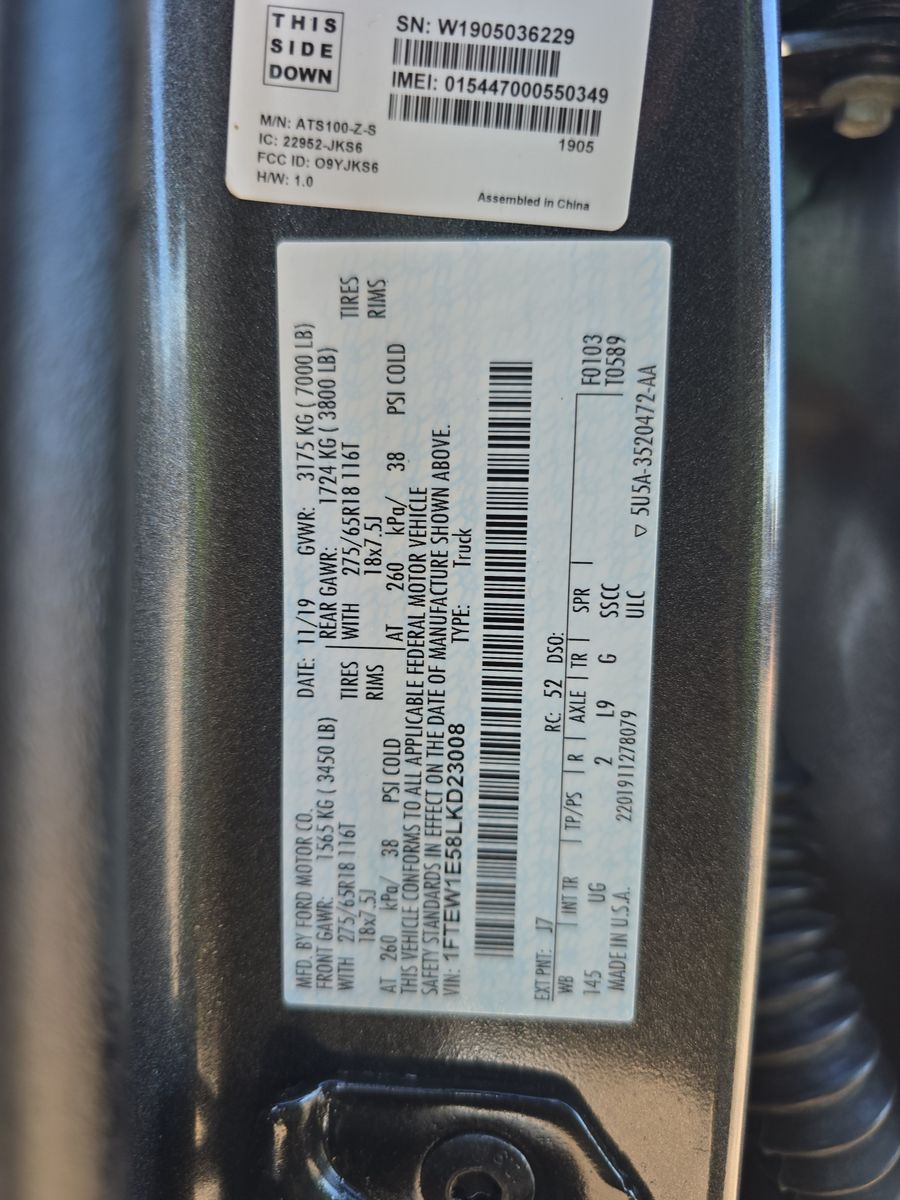 THIS
SIDE
DOWN
SN: W1905036229
IMEI: 015447000550349
1905
M/N: ATS100-Z-S
IC: 22952-JKS6
FCC ID: O9YJKS6
H/W: 1.0
Assembled in China
MFD. BY FORD MOTOR CO. DATE: 11/19 GVWR: 3175 KG ( 7000 LB)
FRONT GAWR: 1565 KG ( 3450 LB) REAR GAWR: 1724 KG ( 3800 LB)
WITH 275/65R18 116T TIRES WITH 275/65R18 116T TIRES
18x7.5J RIMS 18x7.5J RIMS
AT 260 kPa/ 38 PSI COLD AT 260 kPa/ 38 PSI COLD
THIS VEHICLE CONFORMS TO ALL APPLICABLE FEDERAL MOTOR VEHICLE
SAFETY STANDARDS IN EFFECT ON THE DATE OF MANUFACTURE SHOWN ABOVE.
VIN: 1FTEW1E58LKD23008 TYPE: Truck
EXT PNT: J7 RC: 52 DSO:
WB INT TR TP/PS R AXLE TR SPR F0103
145 UG 2 L9 G SSCC T0589
MADE IN U.S.A. 2201911278079 ULC ▽ 5U5A-3520472-AA